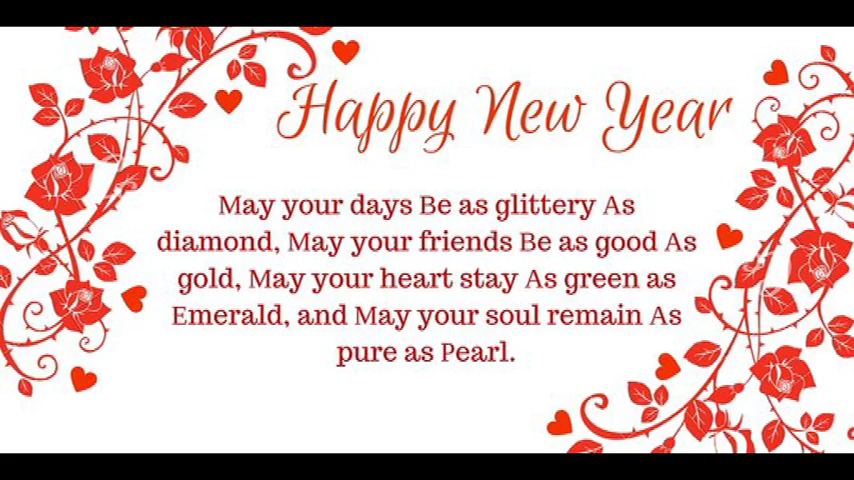 Happy New Year
May your days Be as glittery As
diamond, May your friends Be as good As
gold, May your heart stay As green as
Emerald, and May your soul remain As
pure as Pearl.